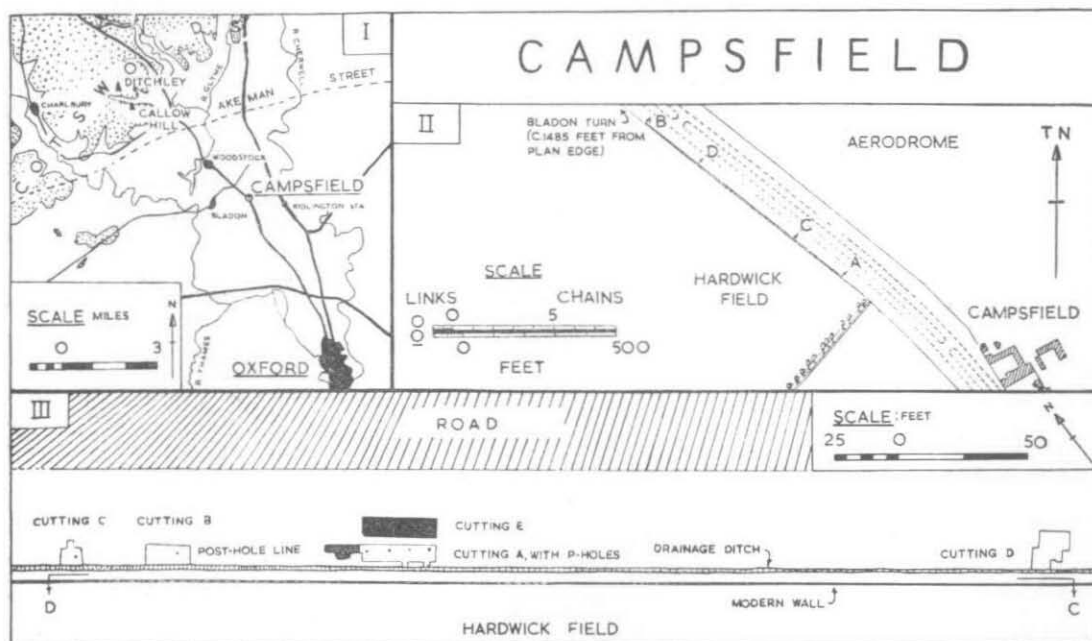 CAMPSFIELD
I
DITCHLEY
CHARLBURY
CALLOW
HILL
R. GLYME
R. CHERWELL
AKEMAN
STREET
WOODSTOCK
CAMPSFIELD
BLADON
KIDLINGTON STA.
SCALE MILES
N
O 3
R. THAMES
OXFORD
II
BLADON TURN
(C.1485 FEET FROM
PLAN EDGE)
B
D
C
A
AERODROME
TN
HARDWICK
FIELD
CAMPSFIELD
SCALE
LINKS CHAINS
100 0 5
0 500
FEET
III
ROAD
SCALE: FEET
25 0 50
N
CUTTING C
CUTTING B
POST-HOLE LINE
CUTTING E
CUTTING A, WITH P-HOLES
DRAINAGE DITCH
CUTTING D
D
MODERN WALL
C
HARDWICK FIELD